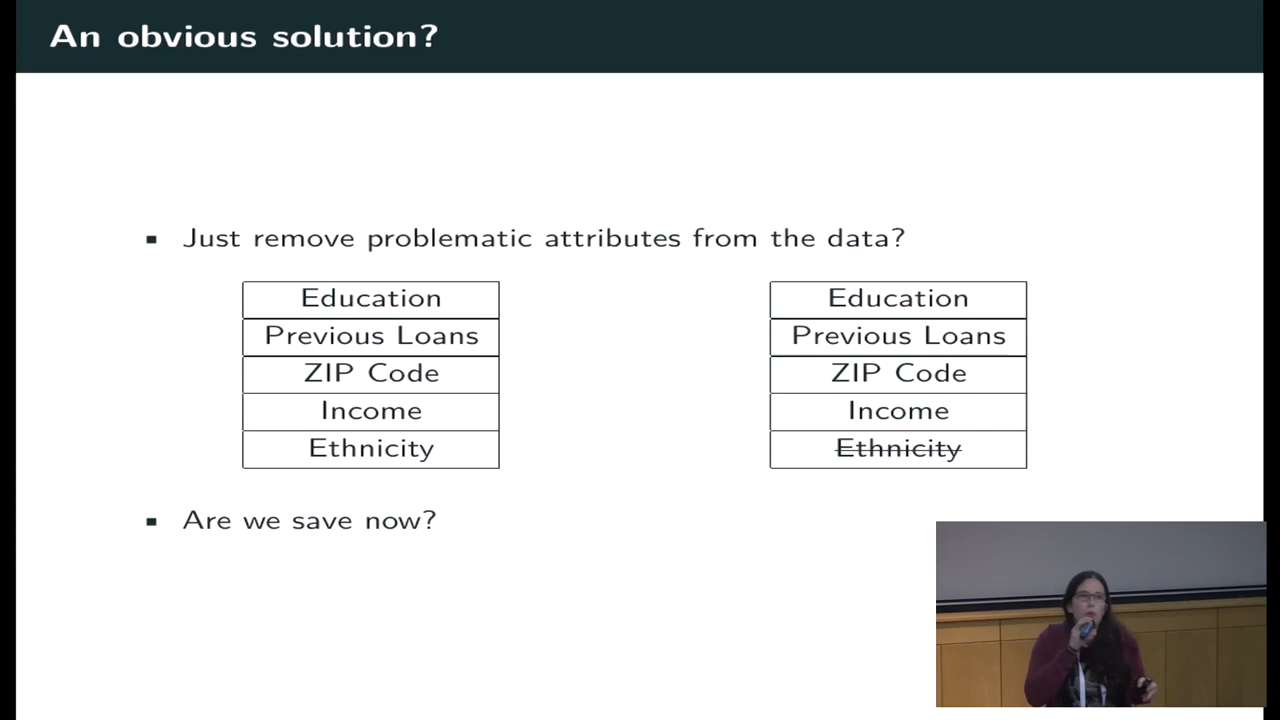 An obvious solution?
Just remove problematic attributes from the data?
Education
Previous Loans
ZIP Code
Income
Ethnicity
Education
Previous Loans
ZIP Code
Income
Ethnicity
Are we save now?